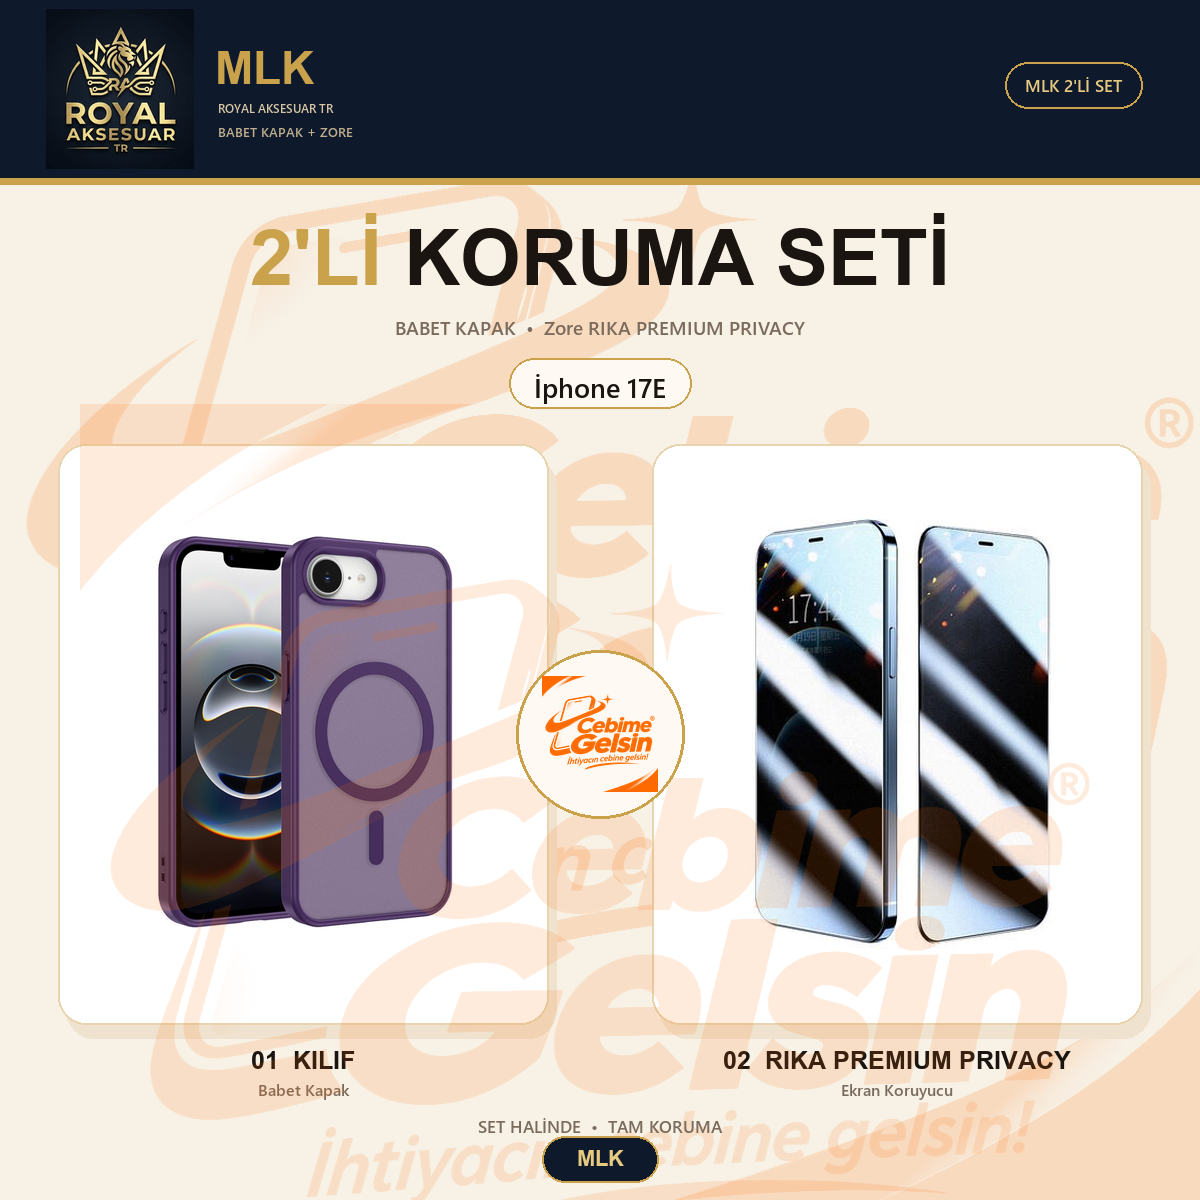 ROYAL
AKSESUAR
TR
MLK
ROYAL AKSESUAR TR
BABET KAPAK + ZORE
MLK 2'Lİ SET
2'Lİ KORUMA SETİ
BABET KAPAK • Zore RIKA PREMIUM PRIVACY
İphone 17E
17:42
Cebime®
Gelsin
İhtiyacın cebine gelsin!
Cebime®
Gelsin
İhtiyacın cebine gelsin!
01 KILIF
Babet Kapak
02 RIKA PREMIUM PRIVACY
Ekran Koruyucu
SET HALİNDE • TAM KORUMA
MLK